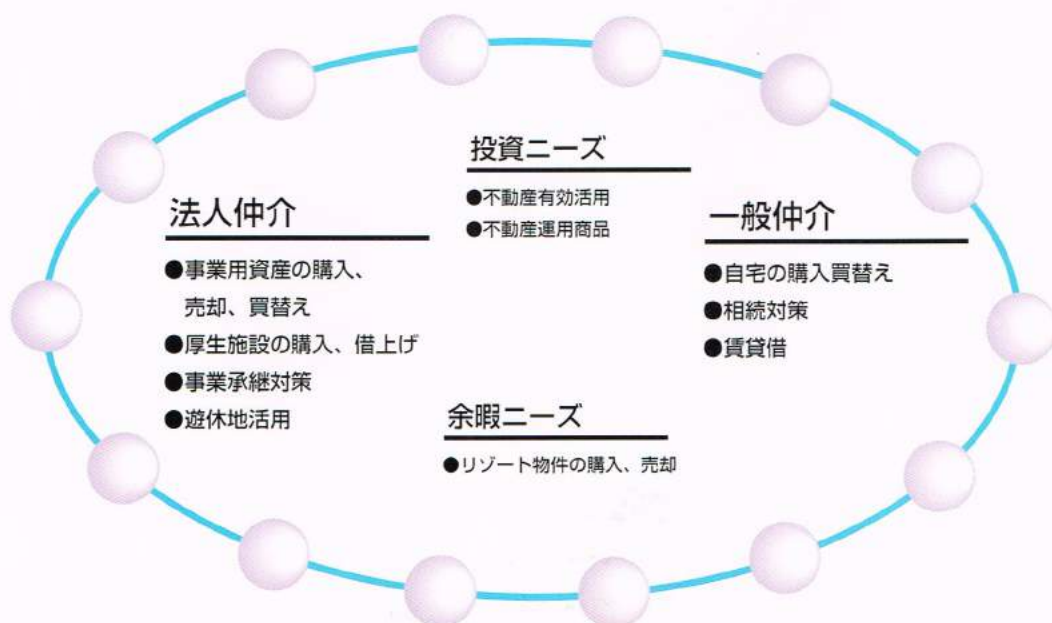 投資ニーズ
●不動産有効活用
●不動産運用商品
法人仲介
●事業用資産の購入、
売却、買替え
●厚生施設の購入、借上げ
●事業承継対策
●遊休地活用
一般仲介
●自宅の購入買替え
●相続対策
●賃貸借
余暇ニーズ
●リゾート物件の購入、売却